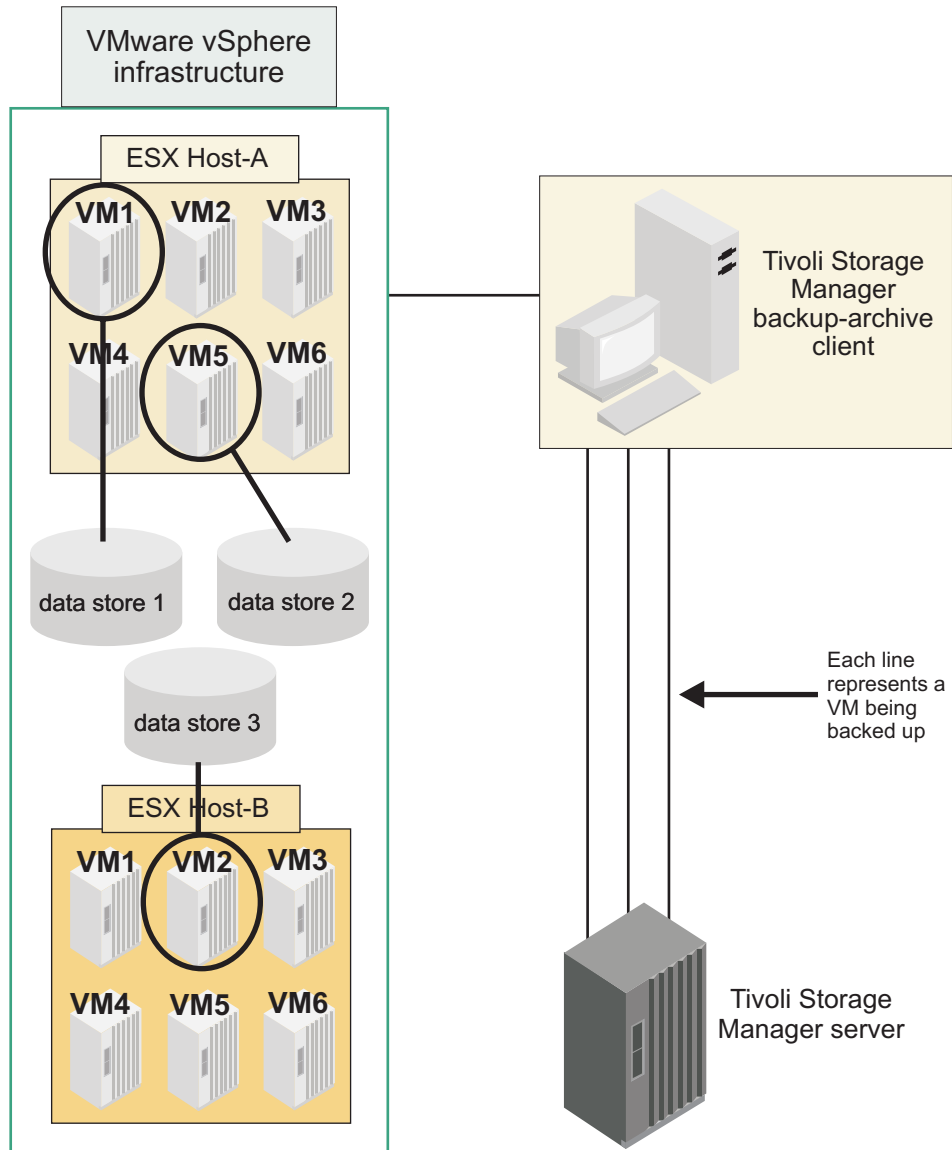 VMware vSphere
infrastructure
ESX Host-A
VM1
VM2
VM3
VM4
VM5
VM6
data store 1
data store 2
data store 3
ESX Host-B
VM1
VM2
VM3
VM4
VM5
VM6
Tivoli Storage
Manager
backup-archive
client
Each line
represents a
VM being
backed up
Tivoli Storage
Manager server